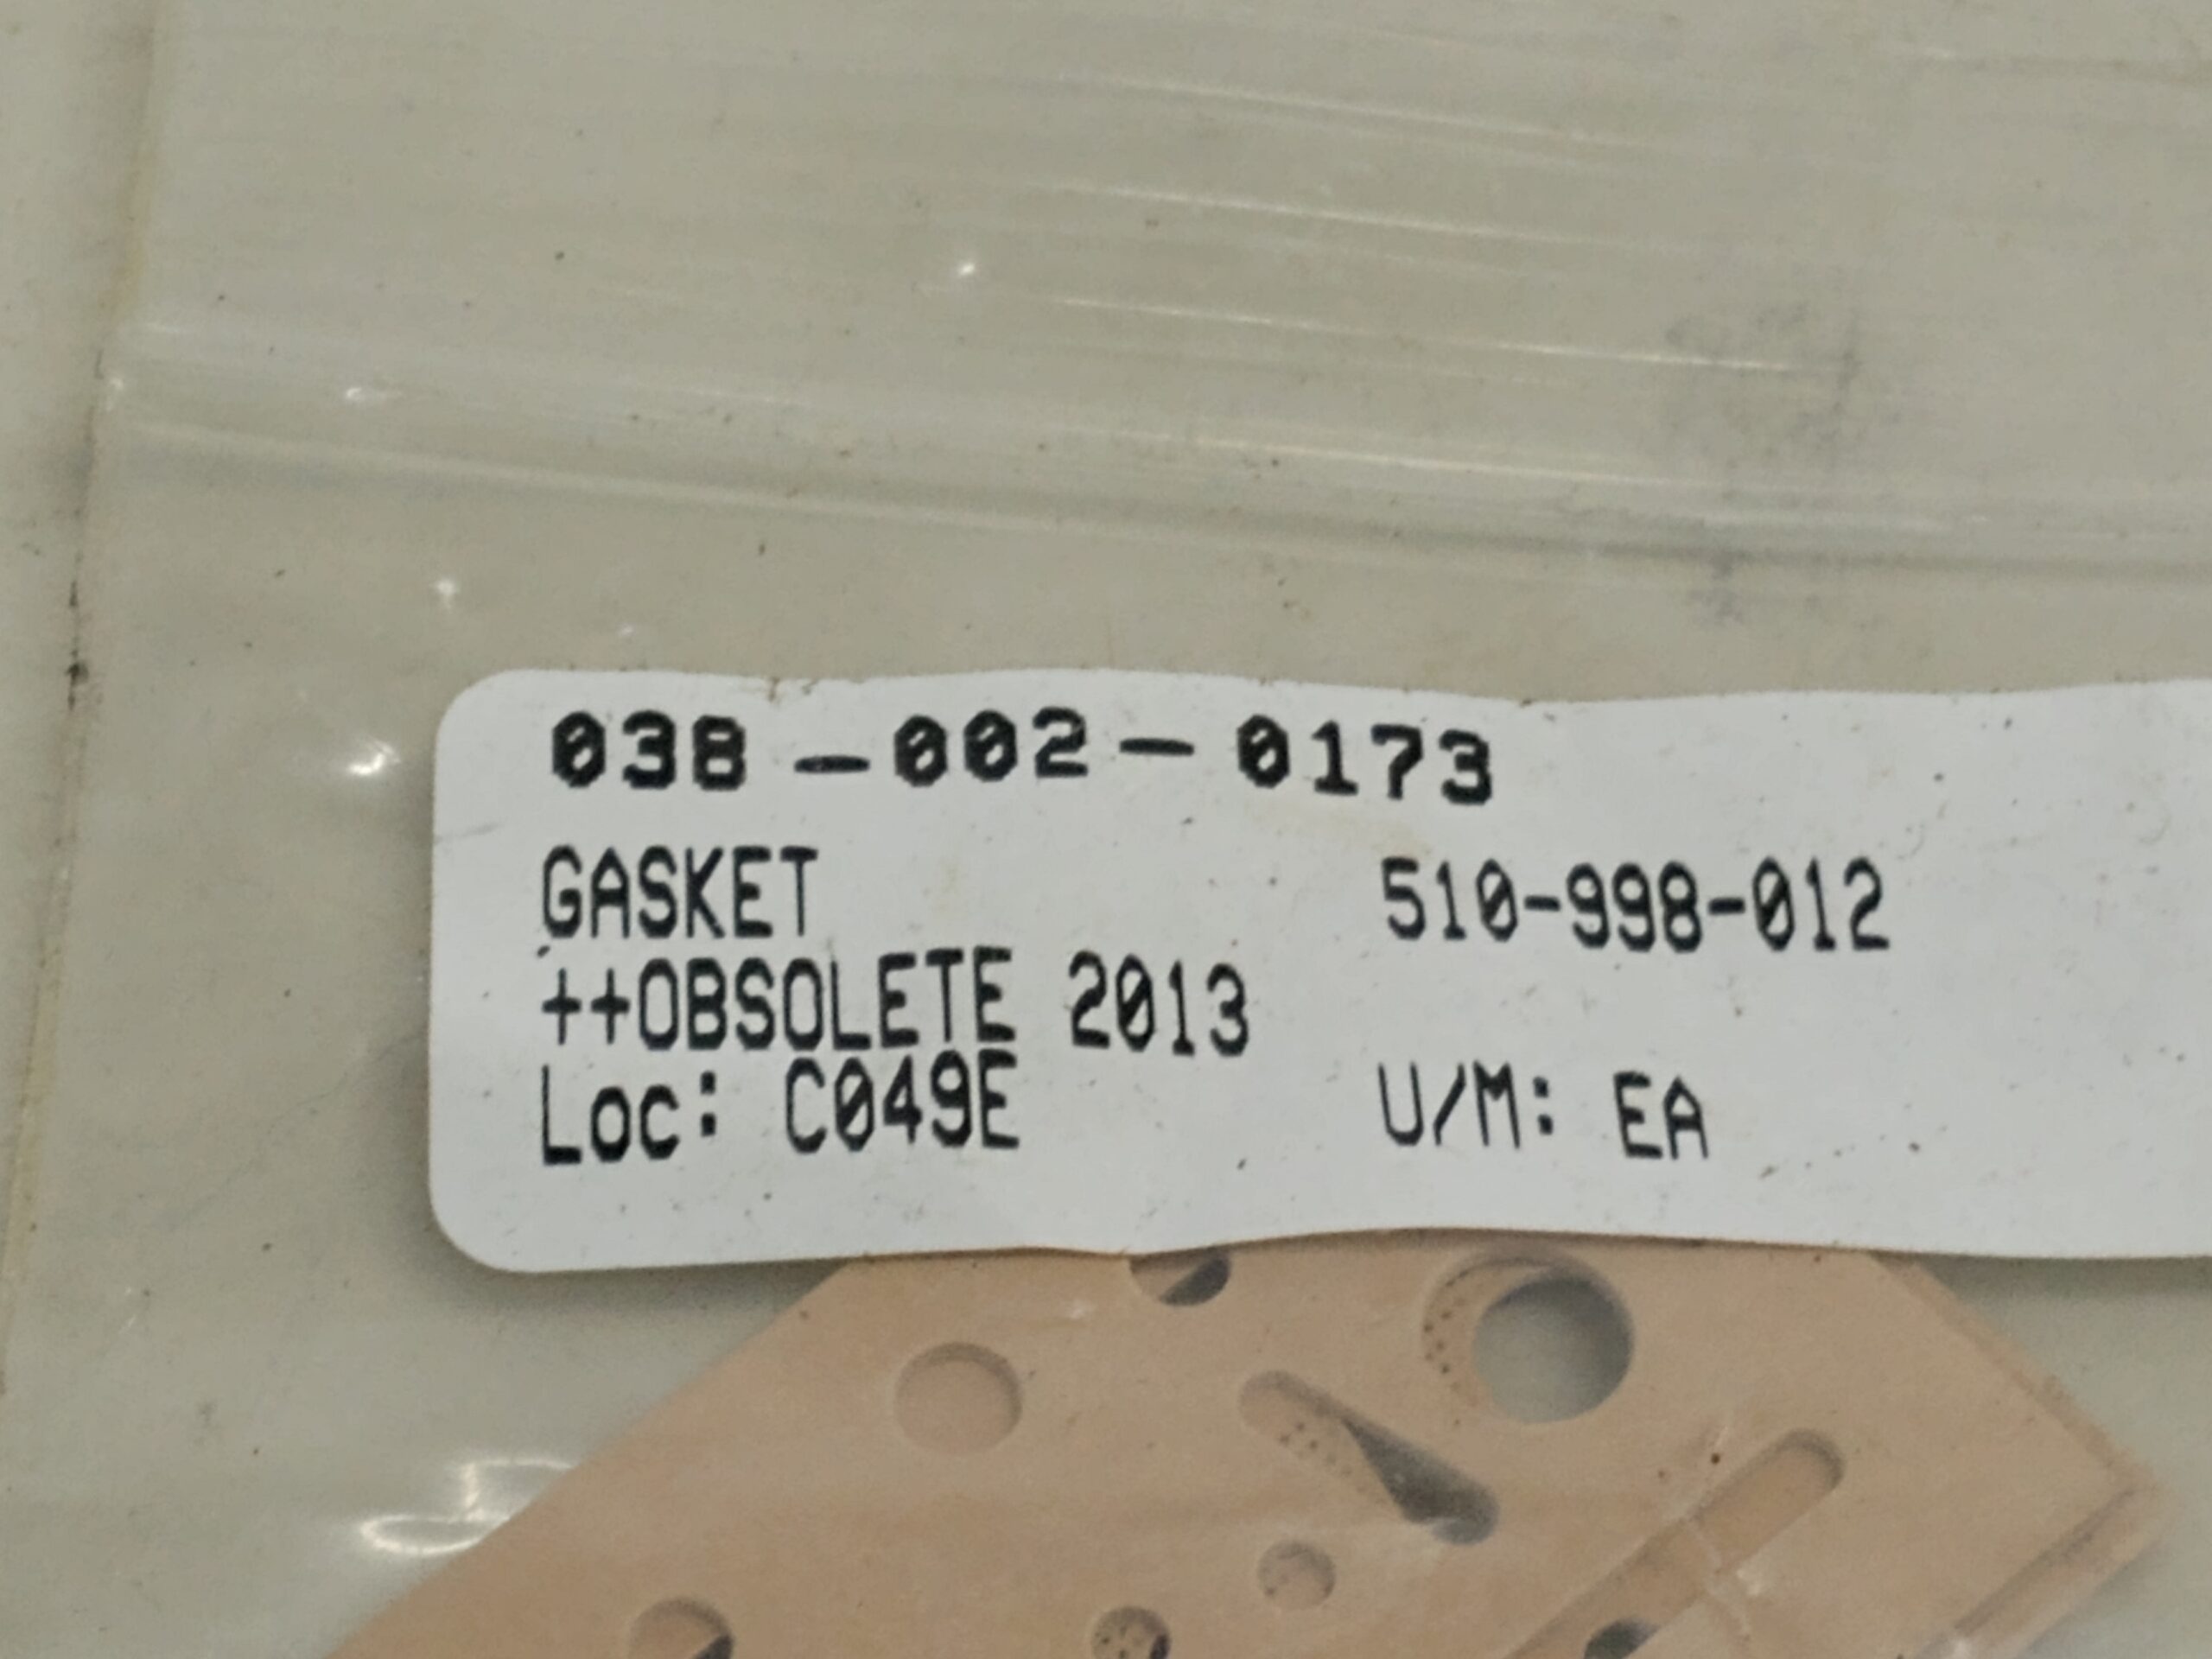 038-002-0173
GASKET 510-998-012
++OBSOLETE 2013
Loc: C049E U/M: EA